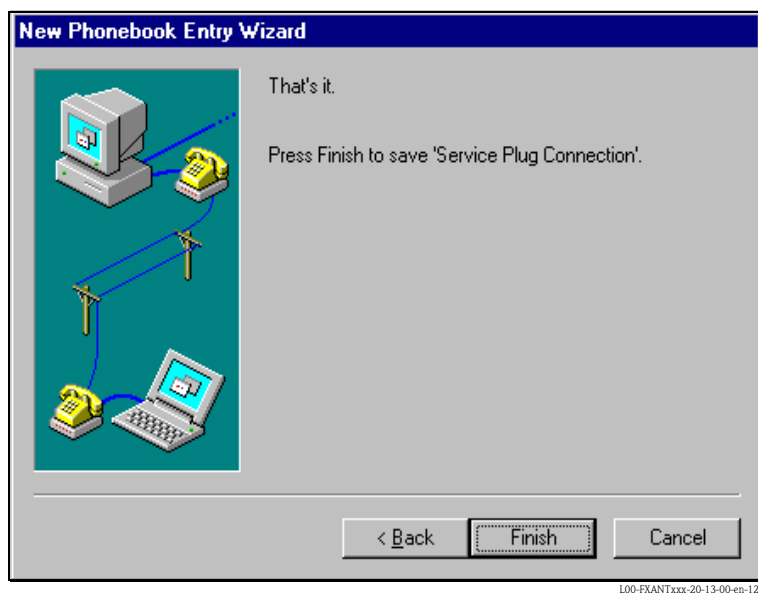 New Phonebook Entry Wizard
That's it.
Press Finish to save 'Service Plug Connection'.
< Back
Finish
Cancel
L00-FXANTxxx-20-13-00-en-12